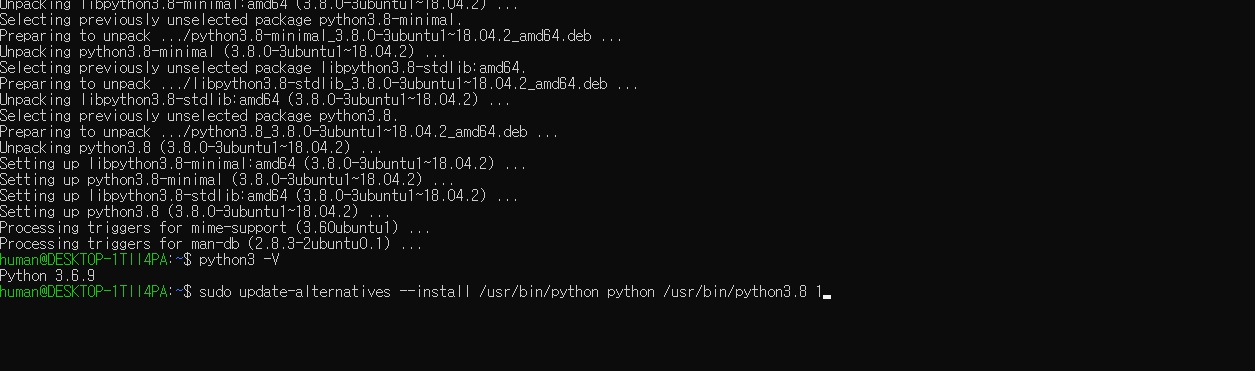 Unpacking libpython3.8-minimal:amd64 (3.8.0-3ubuntu1~18.04.2) ...
Selecting previously unselected package python3.8-minimal.
Preparing to unpack .../python3.8-minimal_3.8.0-3ubuntu1~18.04.2_amd64.deb ...
Unpacking python3.8-minimal (3.8.0-3ubuntu1~18.04.2) ...
Selecting previously unselected package libpython3.8-stdlib:amd64.
Preparing to unpack .../libpython3.8-stdlib_3.8.0-3ubuntu1~18.04.2_amd64.deb ...
Unpacking libpython3.8-stdlib:amd64 (3.8.0-3ubuntu1~18.04.2) ...
Selecting previously unselected package python3.8.
Preparing to unpack .../python3.8_3.8.0-3ubuntu1~18.04.2_amd64.deb ...
Unpacking python3.8 (3.8.0-3ubuntu1~18.04.2) ...
Setting up libpython3.8-minimal:amd64 (3.8.0-3ubuntu1~18.04.2) ...
Setting up python3.8-minimal (3.8.0-3ubuntu1~18.04.2) ...
Setting up libpython3.8-stdlib:amd64 (3.8.0-3ubuntu1~18.04.2) ...
Setting up python3.8 (3.8.0-3ubuntu1~18.04.2) ...
Processing triggers for mime-support (3.60ubuntu1) ...
Processing triggers for man-db (2.8.3-2ubuntu0.1) ...
human@DESKTOP-1TII4PA:~$ python3 -V
Python 3.6.9
human@DESKTOP-1TII4PA:~$ sudo update-alternatives --install /usr/bin/python python /usr/bin/python3.8 1